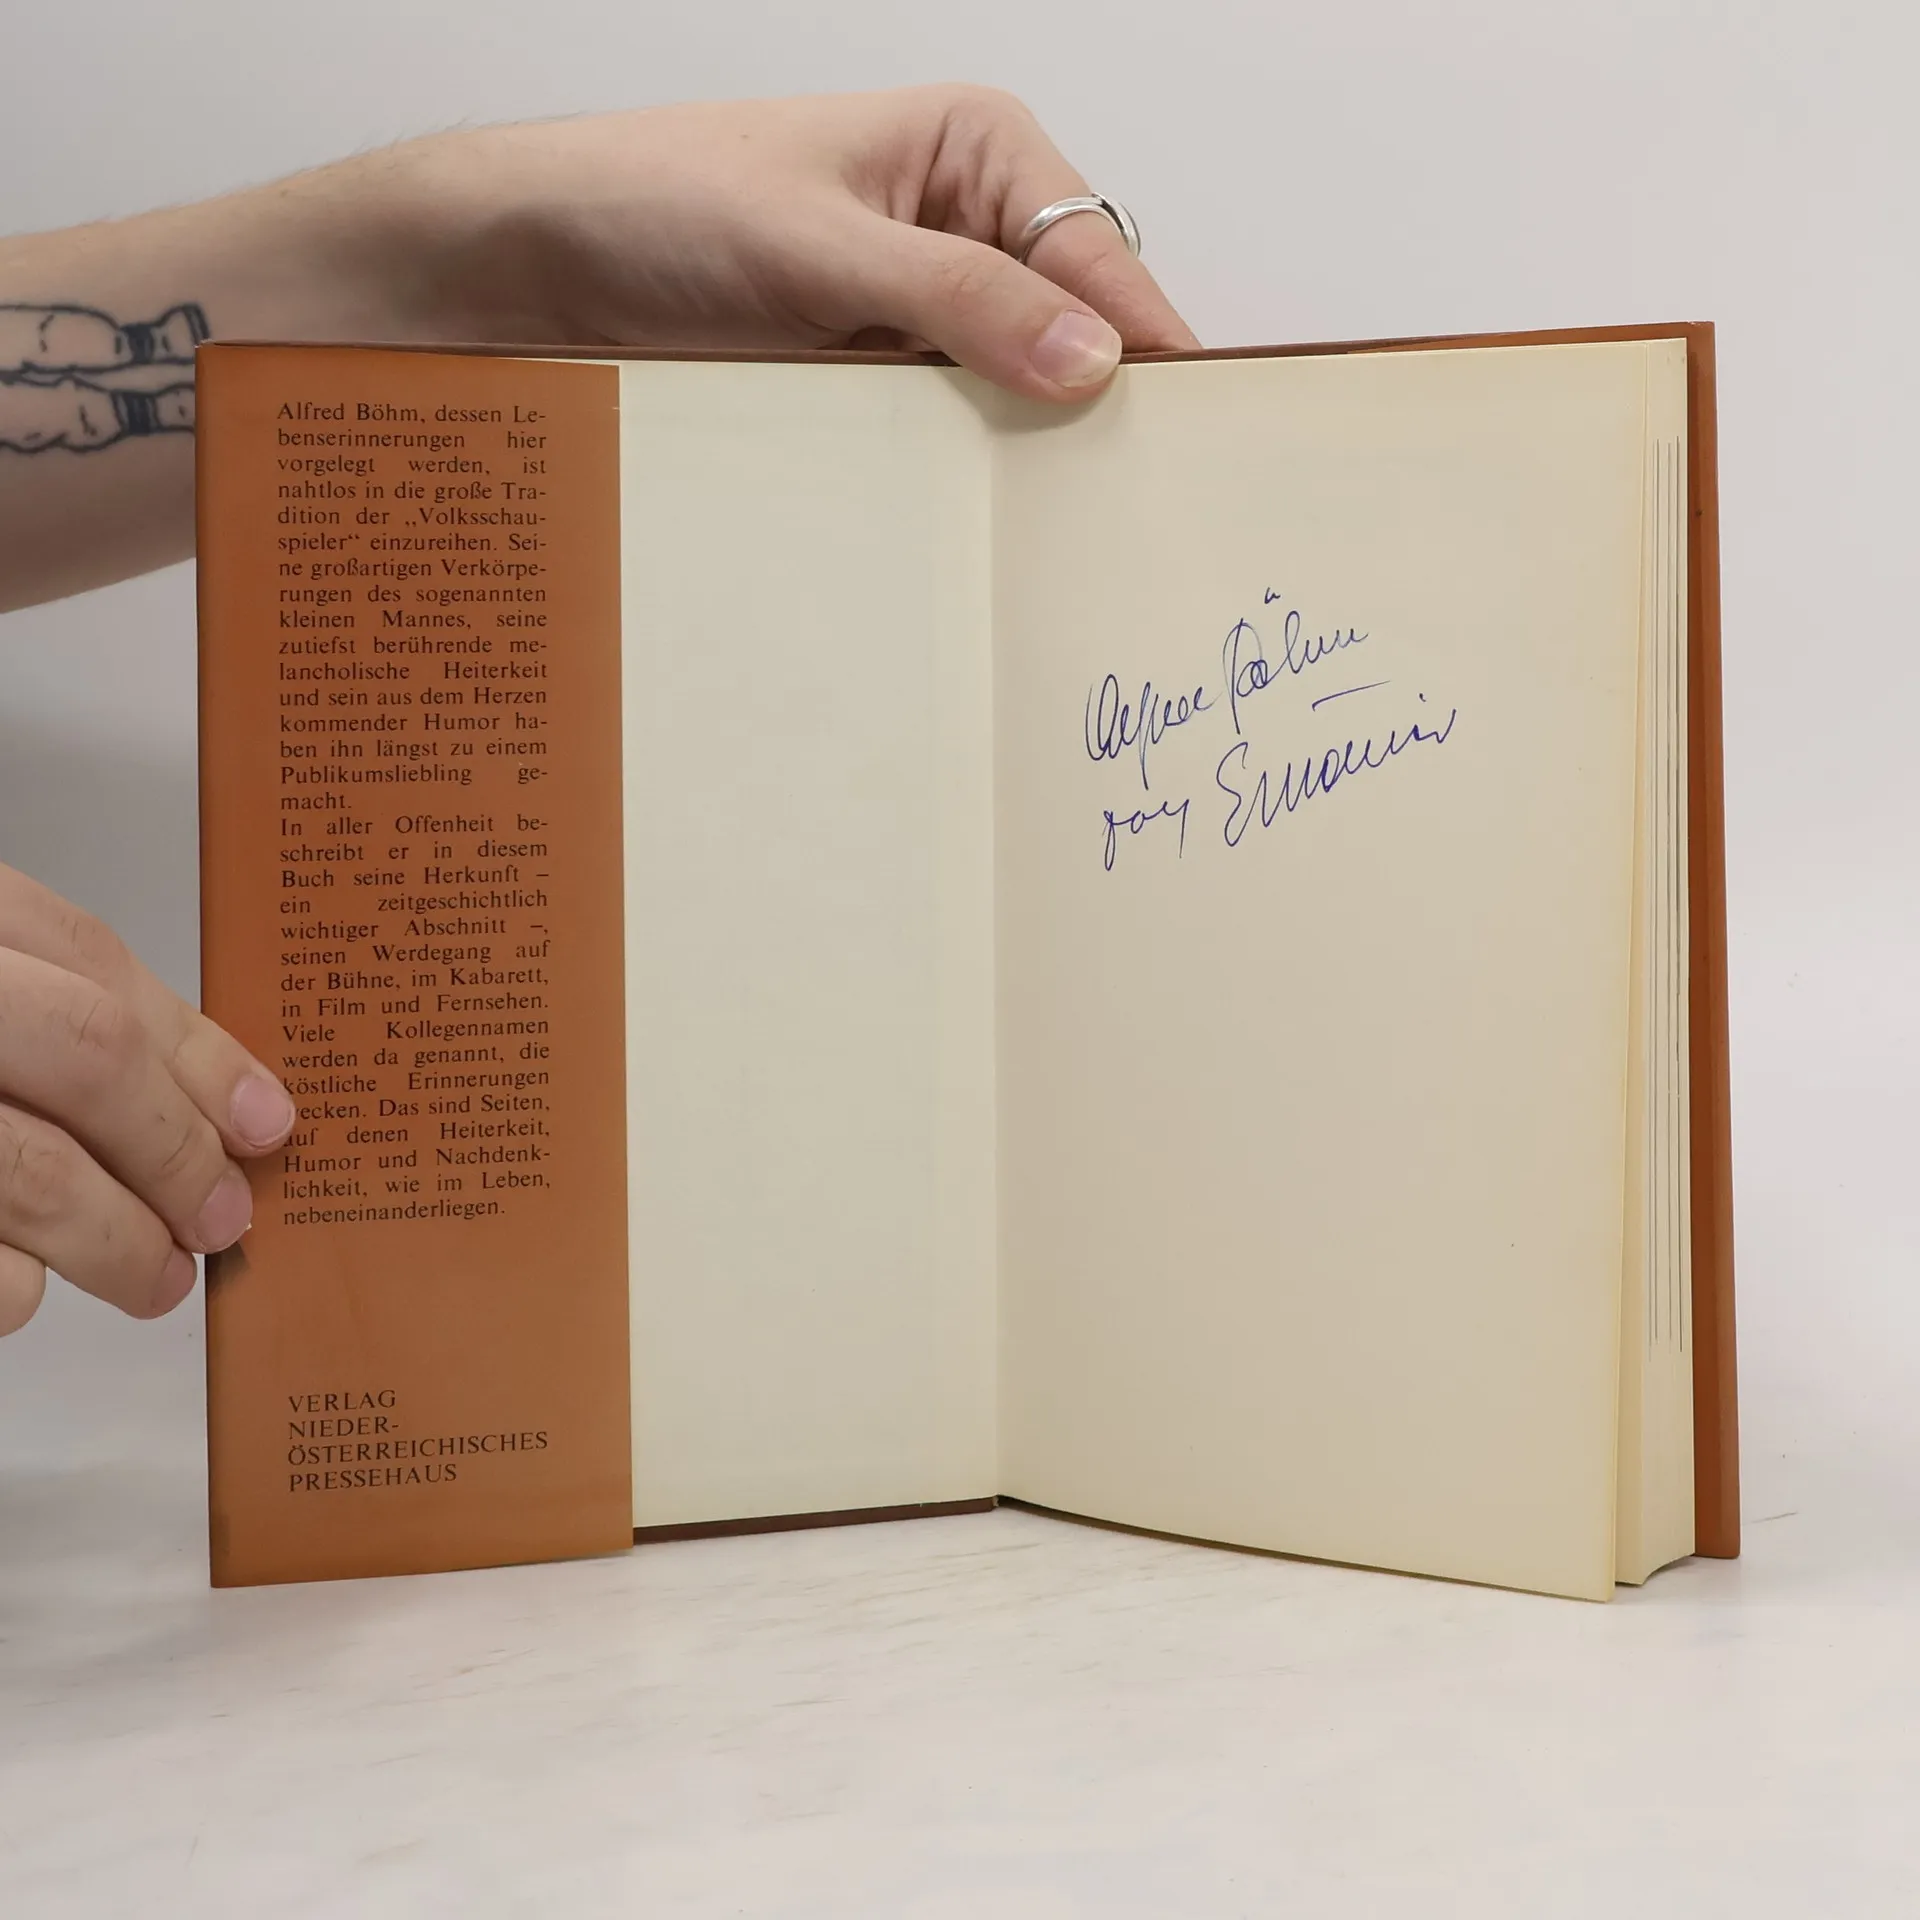 Alfred Böhm, dessen Le-
benserinnerungen hier
vorgelegt werden, ist
nahtlos in die große Tra-
dition der „Volksschau-
spieler“ einzureihen. Sei-
ne großartigen Verkörpe-
rungen des sogenannten
kleinen Mannes, seine
zutiefst berührende me-
lancholische Heiterkeit
und sein aus dem Herzen
kommender Humor ha-
ben ihn längst zu einem
Publikumsliebling ge-
macht.
In aller Offenheit be-
schreibt er in diesem
Buch seine Herkunft –
ein zeitgeschichtlich
wichtiger Abschnitt –,
seinen Werdegang auf
der Bühne, im Kabarett,
in Film und Fernsehen.
Viele Kollegennamen
werden da genannt, die
köstliche Erinnerungen
wecken. Das sind Seiten,
auf denen Heiterkeit,
Humor und Nachdenk-
lichkeit, wie im Leben,
nebeneinanderliegen.
VERLAG
NIEDER-
ÖSTERREICHISCHES
PRESSEHAUS
Alfred Böhm